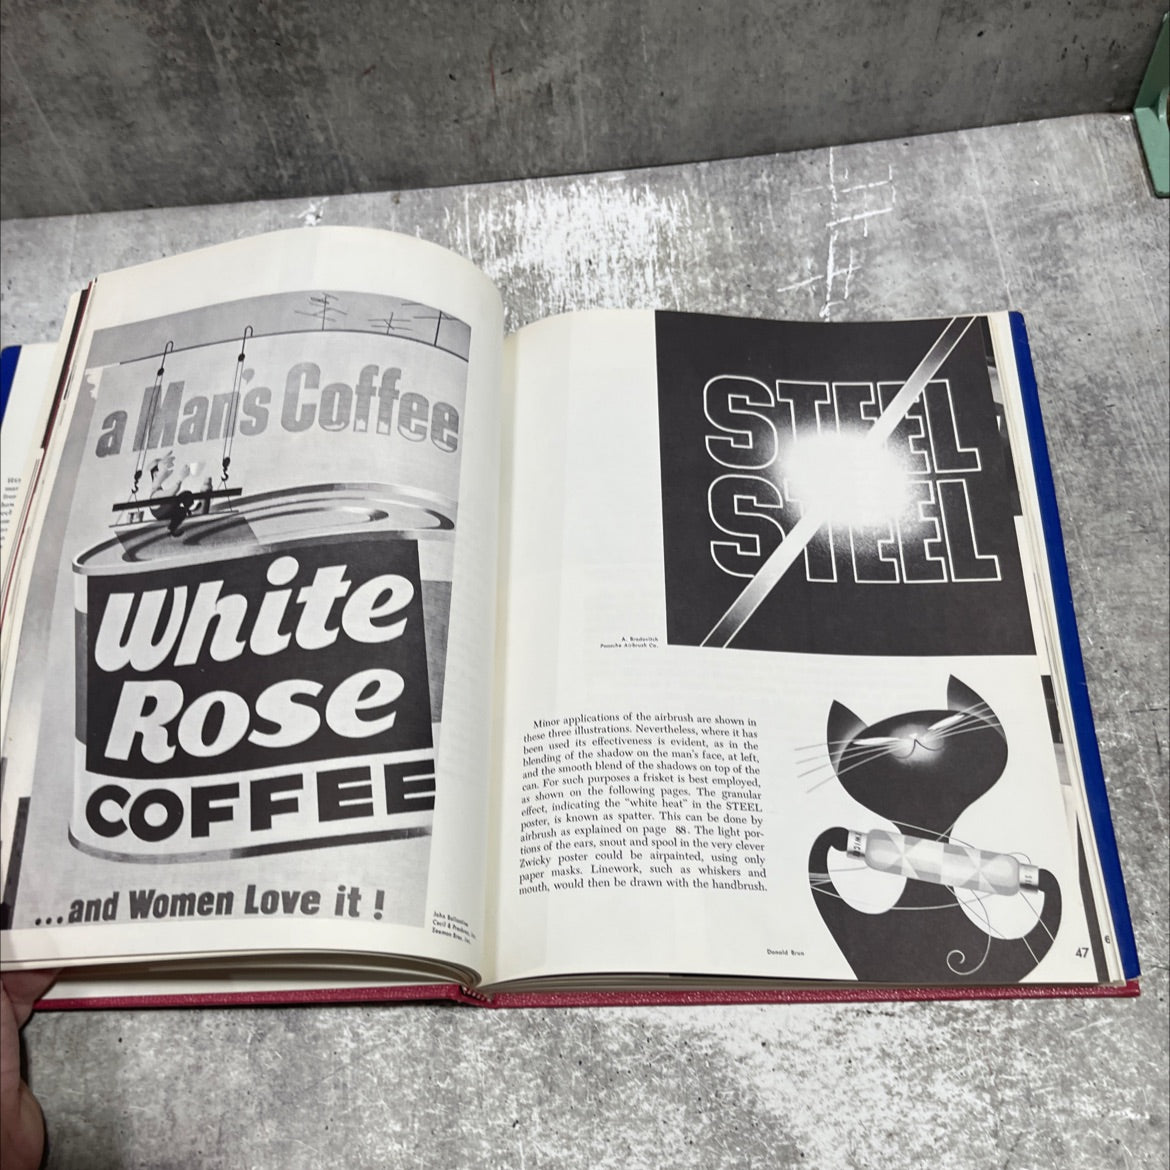 a Man's Coffee
White
Rose
COFFEE
...and Women Love it!
John Ballantine
Cecil & Presbrey, Inc.
Seeman Bros. Inc.
STEEL
STEEL
A. Brodovitch
Paasche Airbrush Co.
Minor applications of the airbrush are shown in
these three illustrations. Nevertheless, where it has
been used its effectiveness is evident, as in the
blending of the shadow on the man's face, at left,
and the smooth blend of the shadows on top of the
can. For such purposes a frisket is best employed,
as shown on the following pages. The granular
effect, indicating the "white heat" in the STEEL
poster, is known as spatter. This can be done by
airbrush as explained on page 88. The light por-
tions of the ears, snout and spool in the very clever
Zwicky poster could be airpainted, using only
paper masks. Linework, such as whiskers and
mouth, would then be drawn with the handbrush.
Donald Brun
47